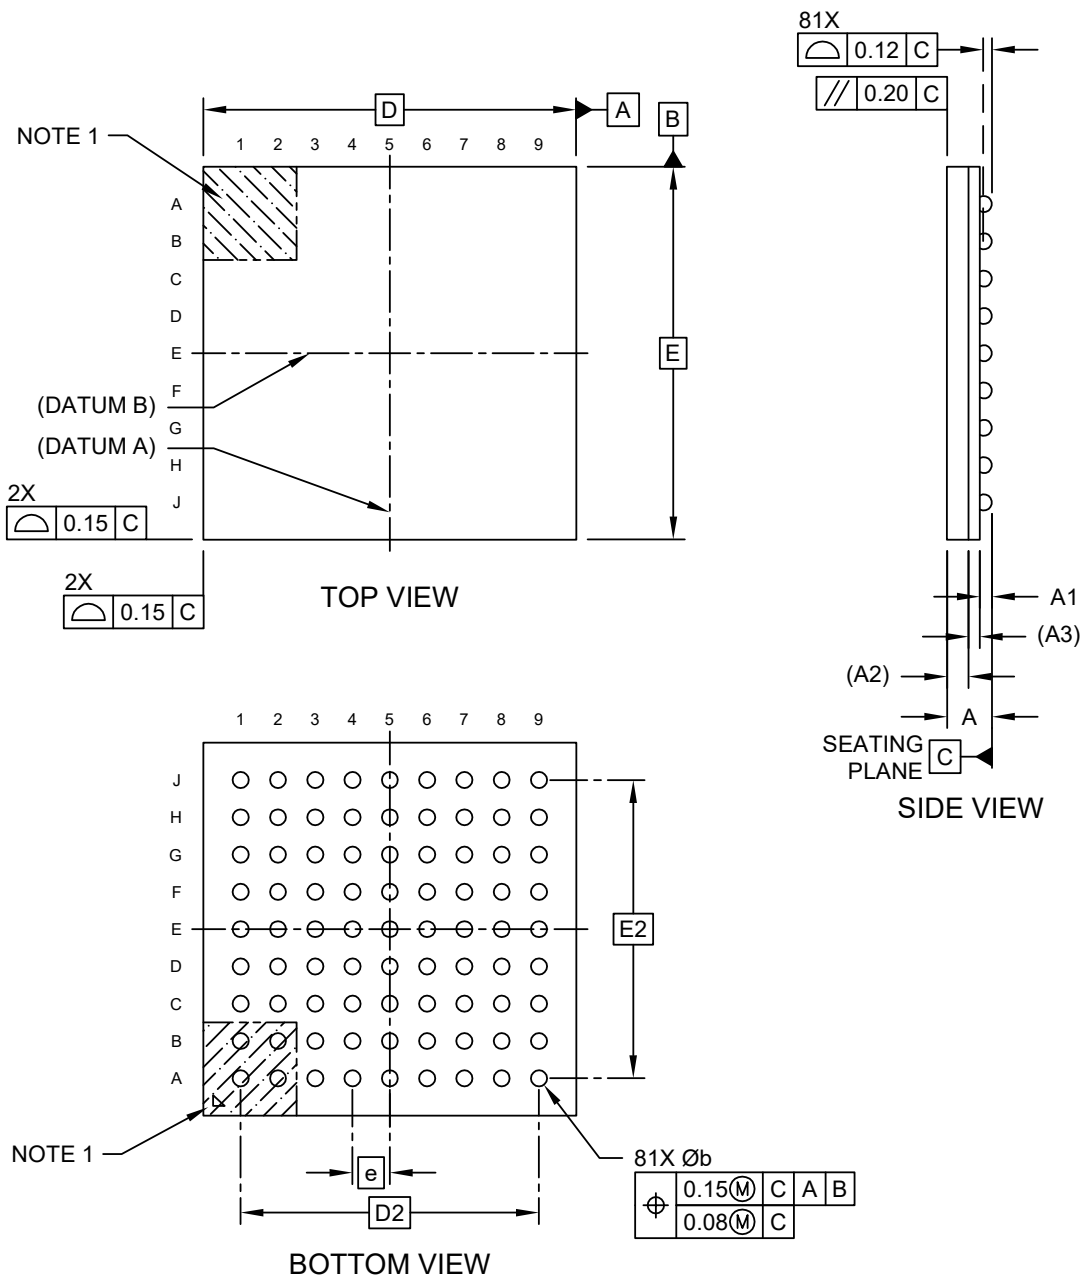 81X
0.12 C
// 0.20 C
D A
B
NOTE 1
1 2 3 4 5 6 7 8 9
A
B
C
D
E
F
G
H
J
E
(DATUM B)
(DATUM A)
2X
0.15 C
2X
0.15 C
TOP VIEW
A1
(A3)
(A2)
A
SEATING
PLANE
C
SIDE VIEW
1 2 3 4 5 6 7 8 9
J
H
G
F
E
D
C
B
A
E2
NOTE 1
e
D2
81X Øb
0.15Ⓜ C A B
0.08Ⓜ C
BOTTOM VIEW